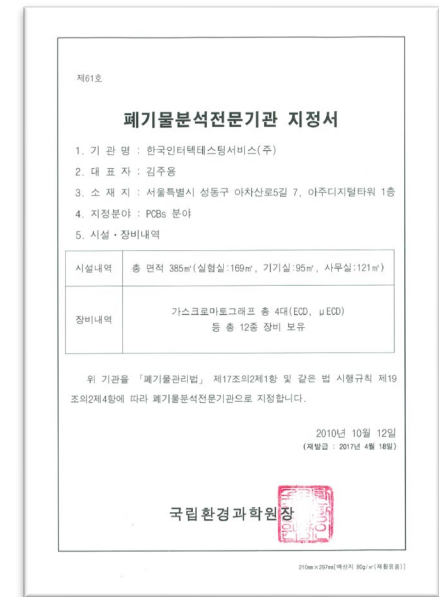 제61호
폐기물분석전문기관 지정서
1. 기 관 명 : 한국인터텍테스팅서비스(주)
2. 대 표 자 : 김주용
3. 소 재 지 : 서울특별시 성동구 아차산로5길 7, 아주디지털타워 1층
4. 지정분야 : PCBs 분야
5. 시설·장비내역
시설내역 총 면적 385㎡(실험실:169㎡, 기기실:95㎡, 사무실:121㎡)
장비내역 가스크로마토그래프 총 4대(ECD, μECD)
등 총 12종 장비 보유
위 기관을 「폐기물관리법」 제17조의2제1항 및 같은 법 시행규칙 제19
조의2제4항에 따라 폐기물분석전문기관으로 지정합니다.
2010년 10월 12일
(재발급 : 2017년 4월 18일)
국립환경과학원장
210㎜×297㎜[백상지 80g/㎡(재활용품)]